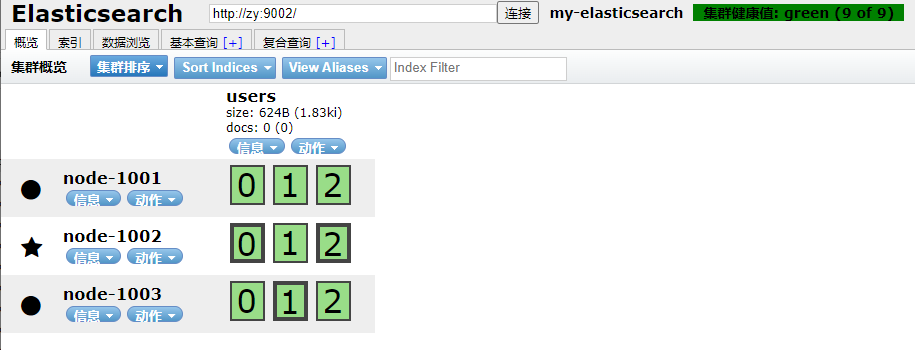 Elasticsearch http://zy:9002/ 连接 my-elasticsearch 集群健康值: green (9 of 9)
概览 索引 数据浏览 基本查询 [+] 复合查询 [+]
集群概览 集群排序 Sort Indices View Aliases Index Filter
users
size: 624B (1.83ki)
docs: 0 (0)
信息 动作
node-1001
信息 动作
0 1 2
node-1002
信息 动作
0 1 2
node-1003
信息 动作
0 1 2